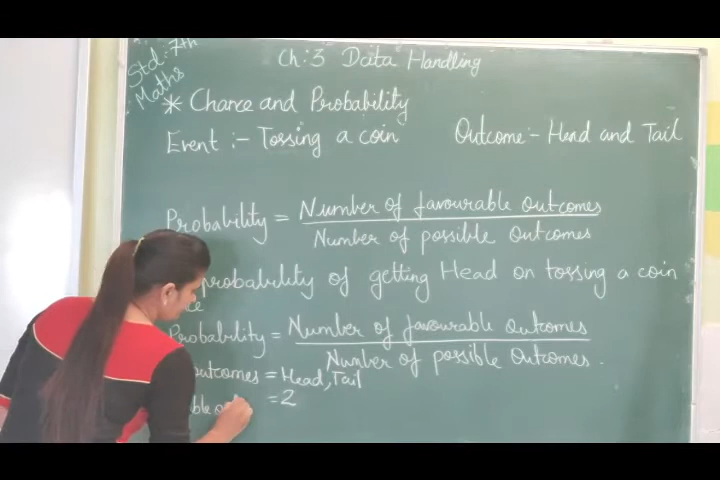 Std:-7th
Maths
Ch:3 Data Handling
* Chance and Probability
Event :- Tossing a coin Outcome:- Head and Tail
Probability = Number of favourable outcomes
Number of possible outcomes
probability of getting Head on tossing a coin
Probability = Number of favourable outcomes
Number of possible outcomes.
outcomes = Head, Tail
= 2